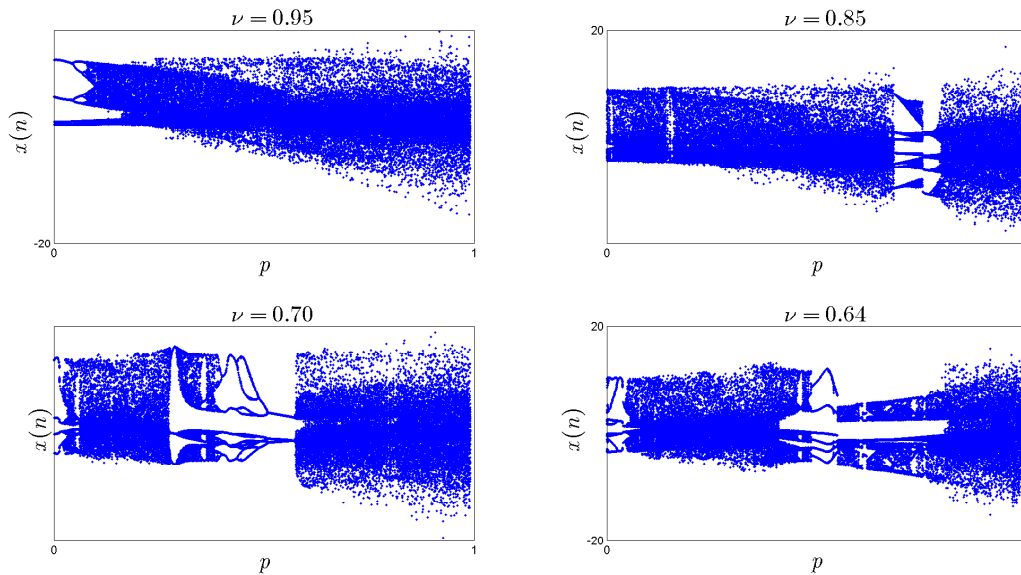 ν = 0.95
x(n)
-20
0
p
1
ν = 0.85
20
x(n)
0
p
ν = 0.70
x(n)
0
p
1
ν = 0.64
20
x(n)
-20
0
p